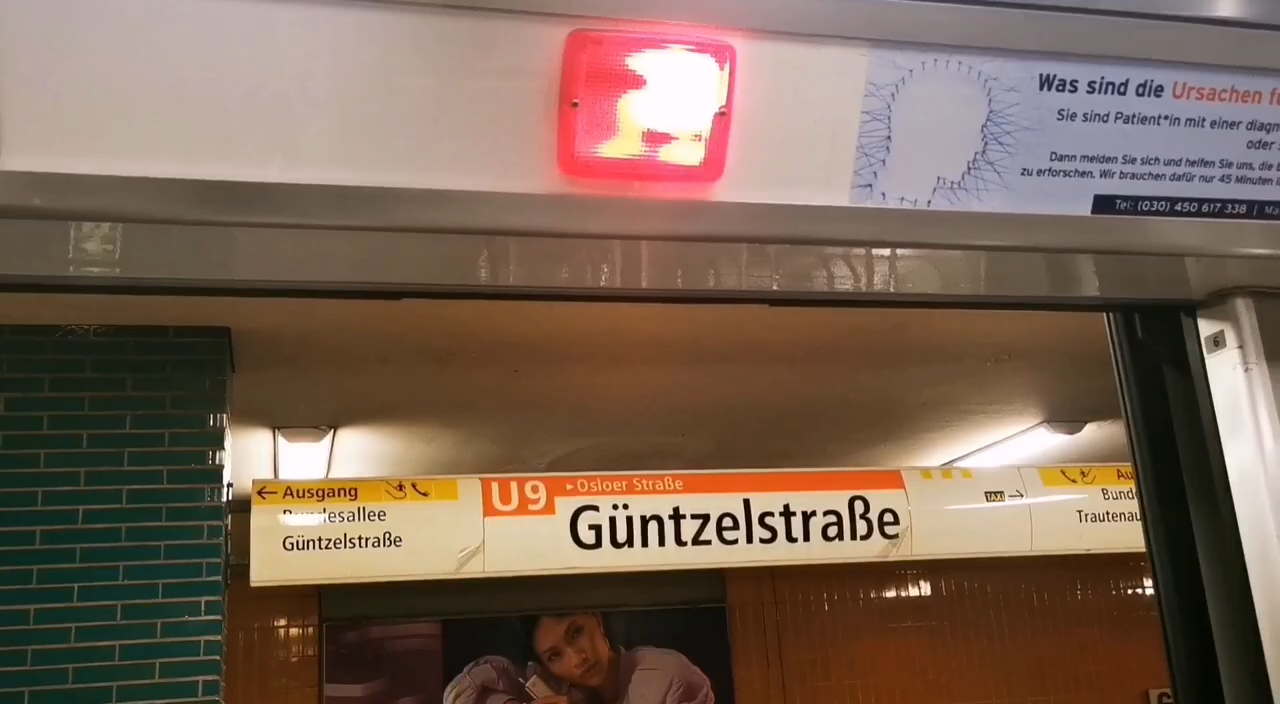 Was sind die Ursachen
Sie sind Patient*in mit einer
oder
Dann melden Sie sich und helfen Sie uns, die
zu erforschen. Wir brauchen dafür nur 45 Minuten
Tel: (030) 450 617 338 |
6
← Ausgang
Bundesallee
Güntzelstraße
U9 ▸Osloer Straße
Güntzelstraße
TAXI →